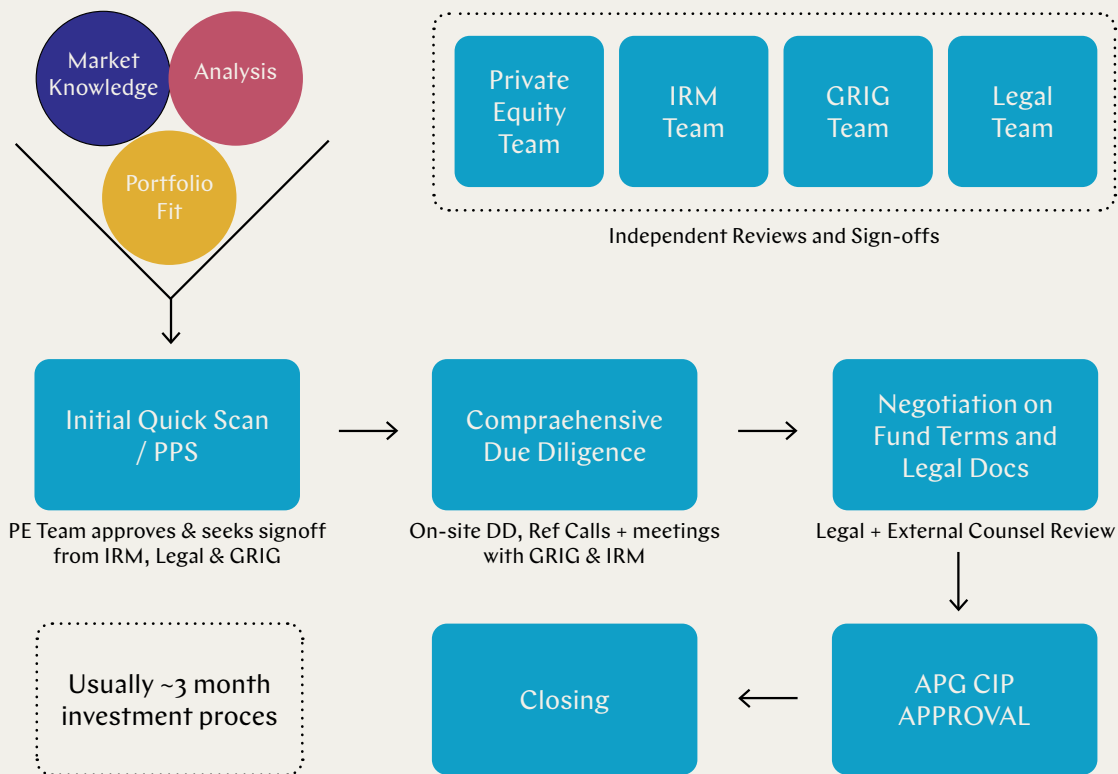 Market
Knowledge
Analysis
Portfolio
Fit
Private
Equity
Team
IRM
Team
GRIG
Team
Legal
Team
Independent Reviews and Sign-offs
Initial Quick Scan
/ PPS
PE Team approves & seeks signoff
from IRM, Legal & GRIG
Compraehensive
Due Diligence
On-site DD, Ref Calls + meetings
with GRIG & IRM
Negotiation on
Fund Terms and
Legal Docs
Legal + External Counsel Review
Usually ~3 month
investment proces
Closing
APG CIP
APPROVAL